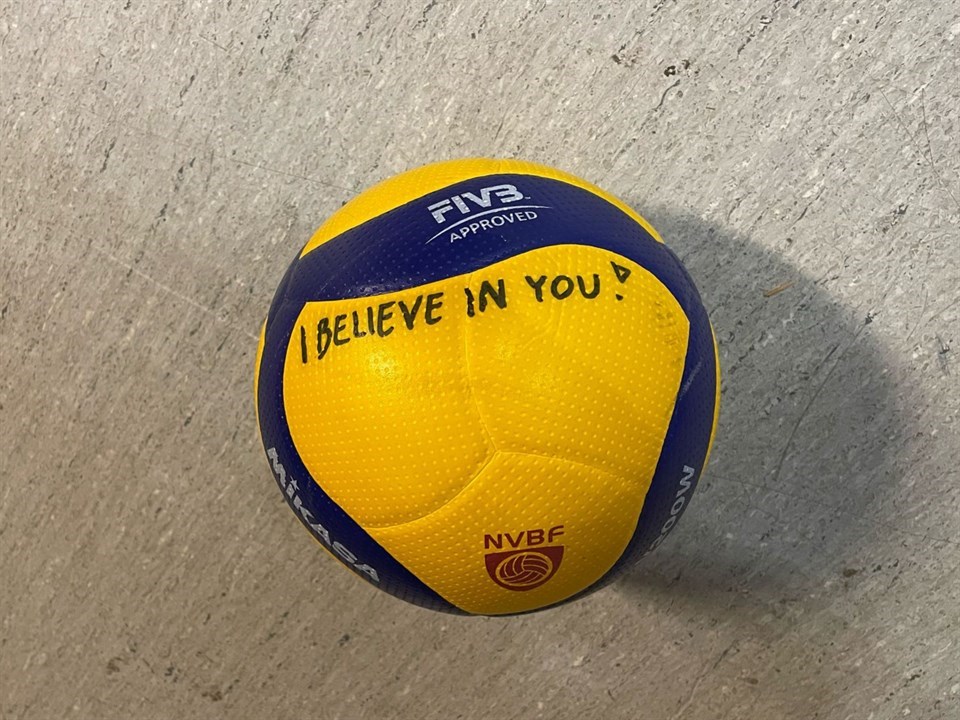 FIVB
APPROVED
I BELIEVE IN YOU!
MIKASA
NVBF